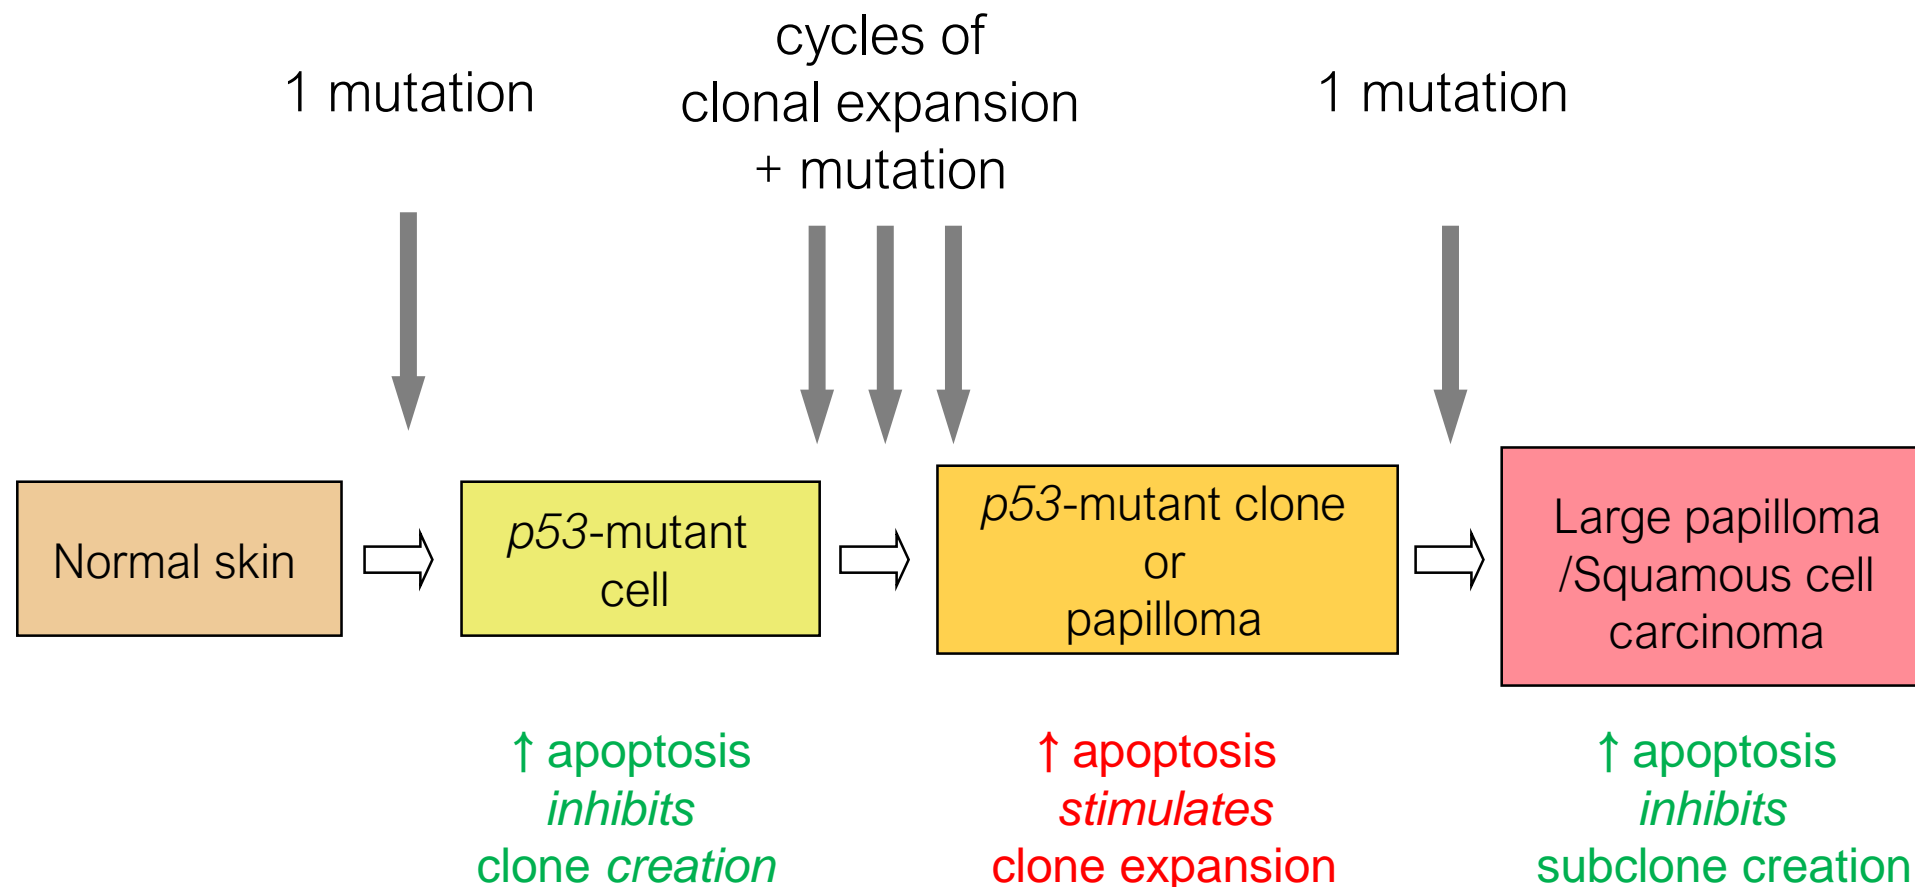 1 mutation
cycles of
clonal expansion
+ mutation
1 mutation
Normal skin
p53-mutant
cell
p53-mutant clone
or
papilloma
Large papilloma
/Squamous cell
carcinoma
↑ apoptosis
inhibits
clone creation
↑ apoptosis
stimulates
clone expansion
↑ apoptosis
inhibits
subclone creation